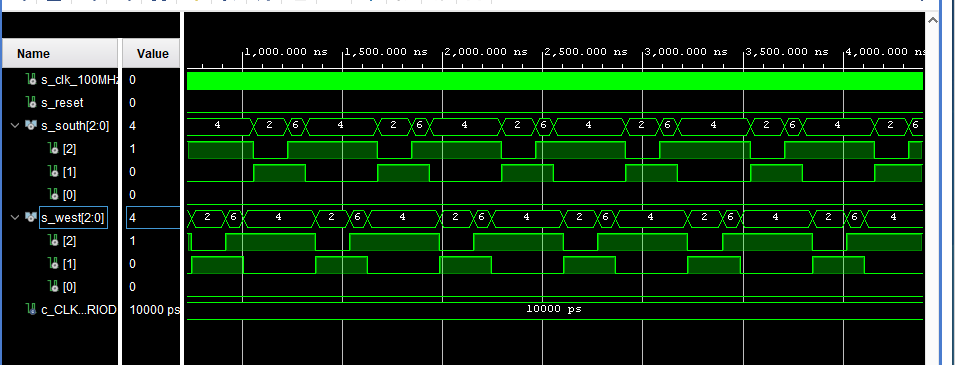 Name Value
1,000.000 ns 1,500.000 ns 2,000.000 ns 2,500.000 ns 3,000.000 ns 3,500.000 ns 4,000.000 ns
s_clk_100MHz 0
s_reset 0
s_south[2:0] 4 4 2 6 4 2 6 4 2 6 4 2 6 4 2 6 4 2 6
[2] 1
[1] 0
[0] 0
s_west[2:0] 4 2 6 4 2 6 4 2 6 4 2 6 4 2 6 4 2 6 4
[2] 1
[1] 0
[0] 0
c_CLK...RIOD 10000 ps 10000 ps